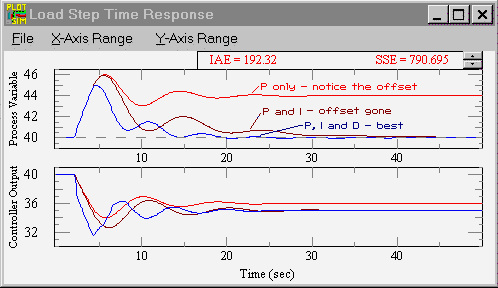 PLOT SIM Load Step Time Response
File X-Axis Range Y-Axis Range
IAE = 192.32 SSE = 790.695
Process Variable
46
44
42
40
P only - notice the offset
P and I - offset gone
P, I and D - best
10 20 30 40
Controller Output
40
36
32
10 20 30 40
Time (sec)